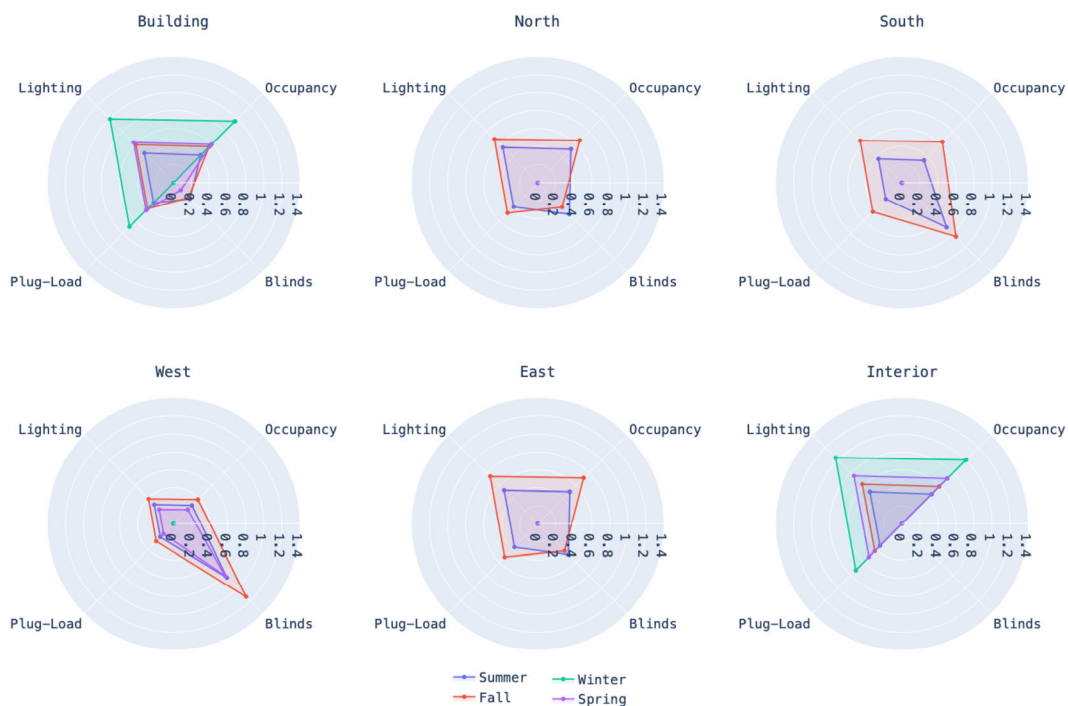 Building North South
Lighting Occupancy Lighting Occupancy Lighting Occupancy
0 0.2 0.4 0.6 0.8 1 1.2 1.4 0 0.2 0.4 0.6 0.8 1 1.2 1.4 0 0.2 0.4 0.6 0.8 1 1.2 1.4
Plug-Load Blinds Plug-Load Blinds Plug-Load Blinds
West East Interior
Lighting Occupancy Lighting Occupancy Lighting Occupancy
0 0.2 0.4 0.6 0.8 1 1.2 1.4 0 0.2 0.4 0.6 0.8 1 1.2 1.4 0 0.2 0.4 0.6 0.8 1 1.2 1.4
Plug-Load Blinds Plug-Load Blinds Plug-Load Blinds
Summer Winter
Fall Spring